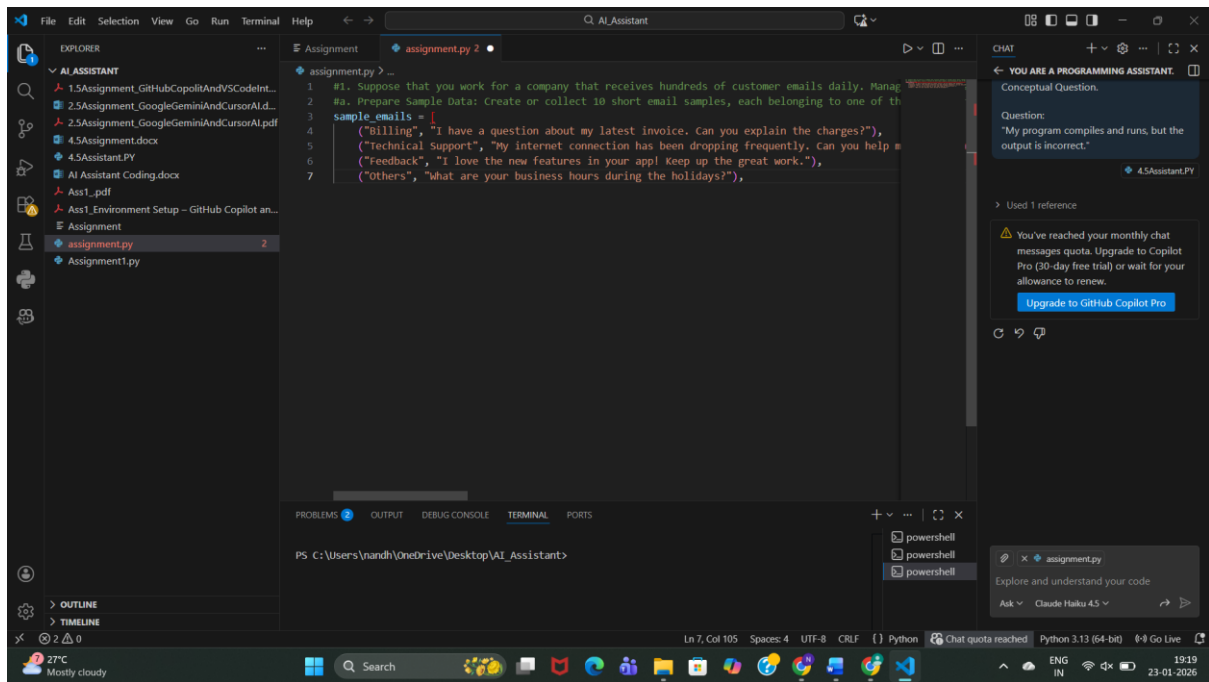 File Edit Selection View Go Run Terminal Help
AI_Assistant
EXPLORER
AI_ASSISTANT
1.5Assignment_GitHubCopolitAndVSCodeInt...
2.5Assignment_GoogleGeminiAndCursorAI.d...
2.5Assignment_GoogleGeminiAndCursorAI.pdf
4.5Assignment.docx
4.5Assistant.PY
AI Assistant Coding.docx
Ass1_.pdf
Ass1_Environment Setup – GitHub Copilot an...
Assignment
assignment.py 2
Assignment1.py
OUTLINE
TIMELINE
Assignment
assignment.py 2
assignment.py > ...
1 #1. Suppose that you work for a company that receives hundreds of customer emails daily. Manag
2 #a. Prepare Sample Data: Create or collect 10 short email samples, each belonging to one of th
3 sample_emails = [
4 ("Billing", "I have a question about my latest invoice. Can you explain the charges?"),
5 ("Technical Support", "My internet connection has been dropping frequently. Can you help m
6 ("Feedback", "I love the new features in your app! Keep up the great work."),
7 ("Others", "What are your business hours during the holidays?"),
PROBLEMS 2 OUTPUT DEBUG CONSOLE TERMINAL PORTS
PS C:\Users\nandh\OneDrive\Desktop\AI_Assistant>
powershell
powershell
powershell
CHAT
YOU ARE A PROGRAMMING ASSISTANT.
Conceptual Question.
Question:
"My program compiles and runs, but the
output is incorrect."
4.5Assistant.PY
Used 1 reference
You've reached your monthly chat
messages quota. Upgrade to Copilot
Pro (30-day free trial) or wait for your
allowance to renew.
Upgrade to GitHub Copilot Pro
assignment.py
Explore and understand your code
Ask Claude Haiku 4.5
2 0
Ln 7, Col 105 Spaces: 4 UTF-8 CRLF {} Python Chat quota reached Python 3.13 (64-bit) Go Live
7
27°C
Mostly cloudy
Search
ENG
IN
19:19
23-01-2026